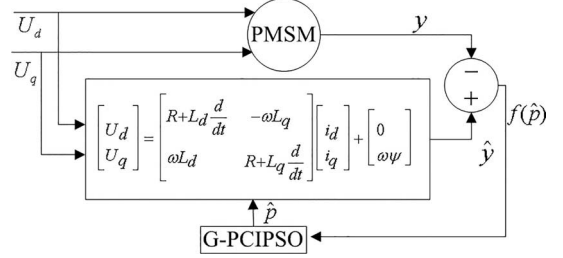 U_d
PMSM
y
U_q
−
+
f(p̂)
[U_d U_q] = [R+L_d d/dt −ωL_q ωL_d R+L_q d/dt] [i_d i_q] + [0 ωψ]
ŷ
p̂
G-PCIPSO